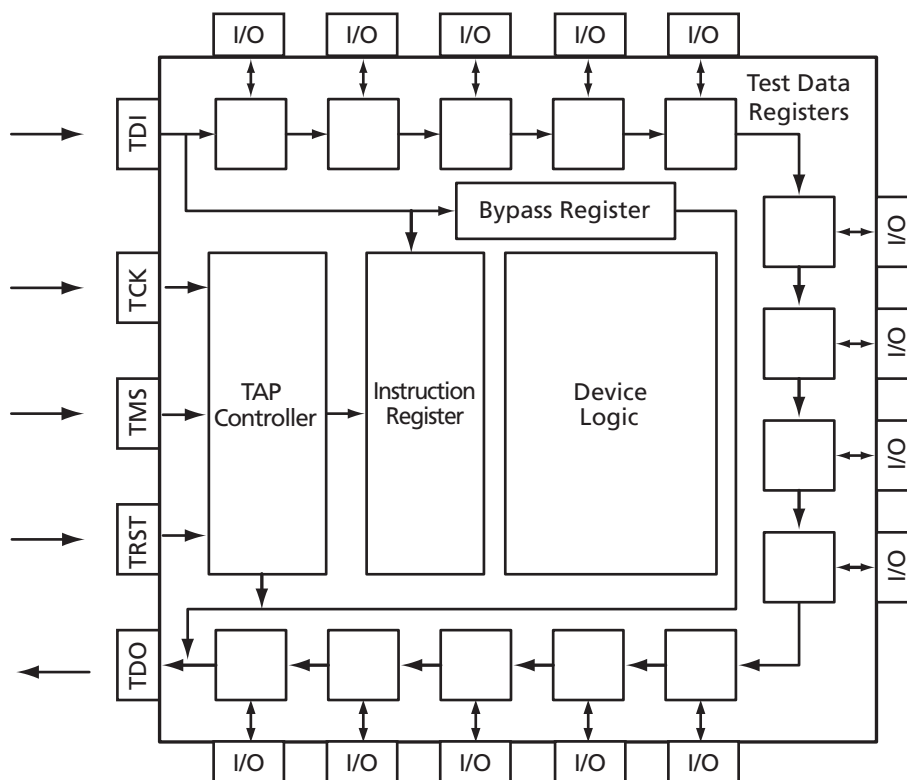 I/O
I/O
I/O
I/O
I/O
Test Data
Registers
TDI
Bypass Register
I/O
TCK
I/O
TAP
Controller
Instruction
Register
Device
Logic
TMS
I/O
TRST
I/O
TDO
I/O
I/O
I/O
I/O
I/O